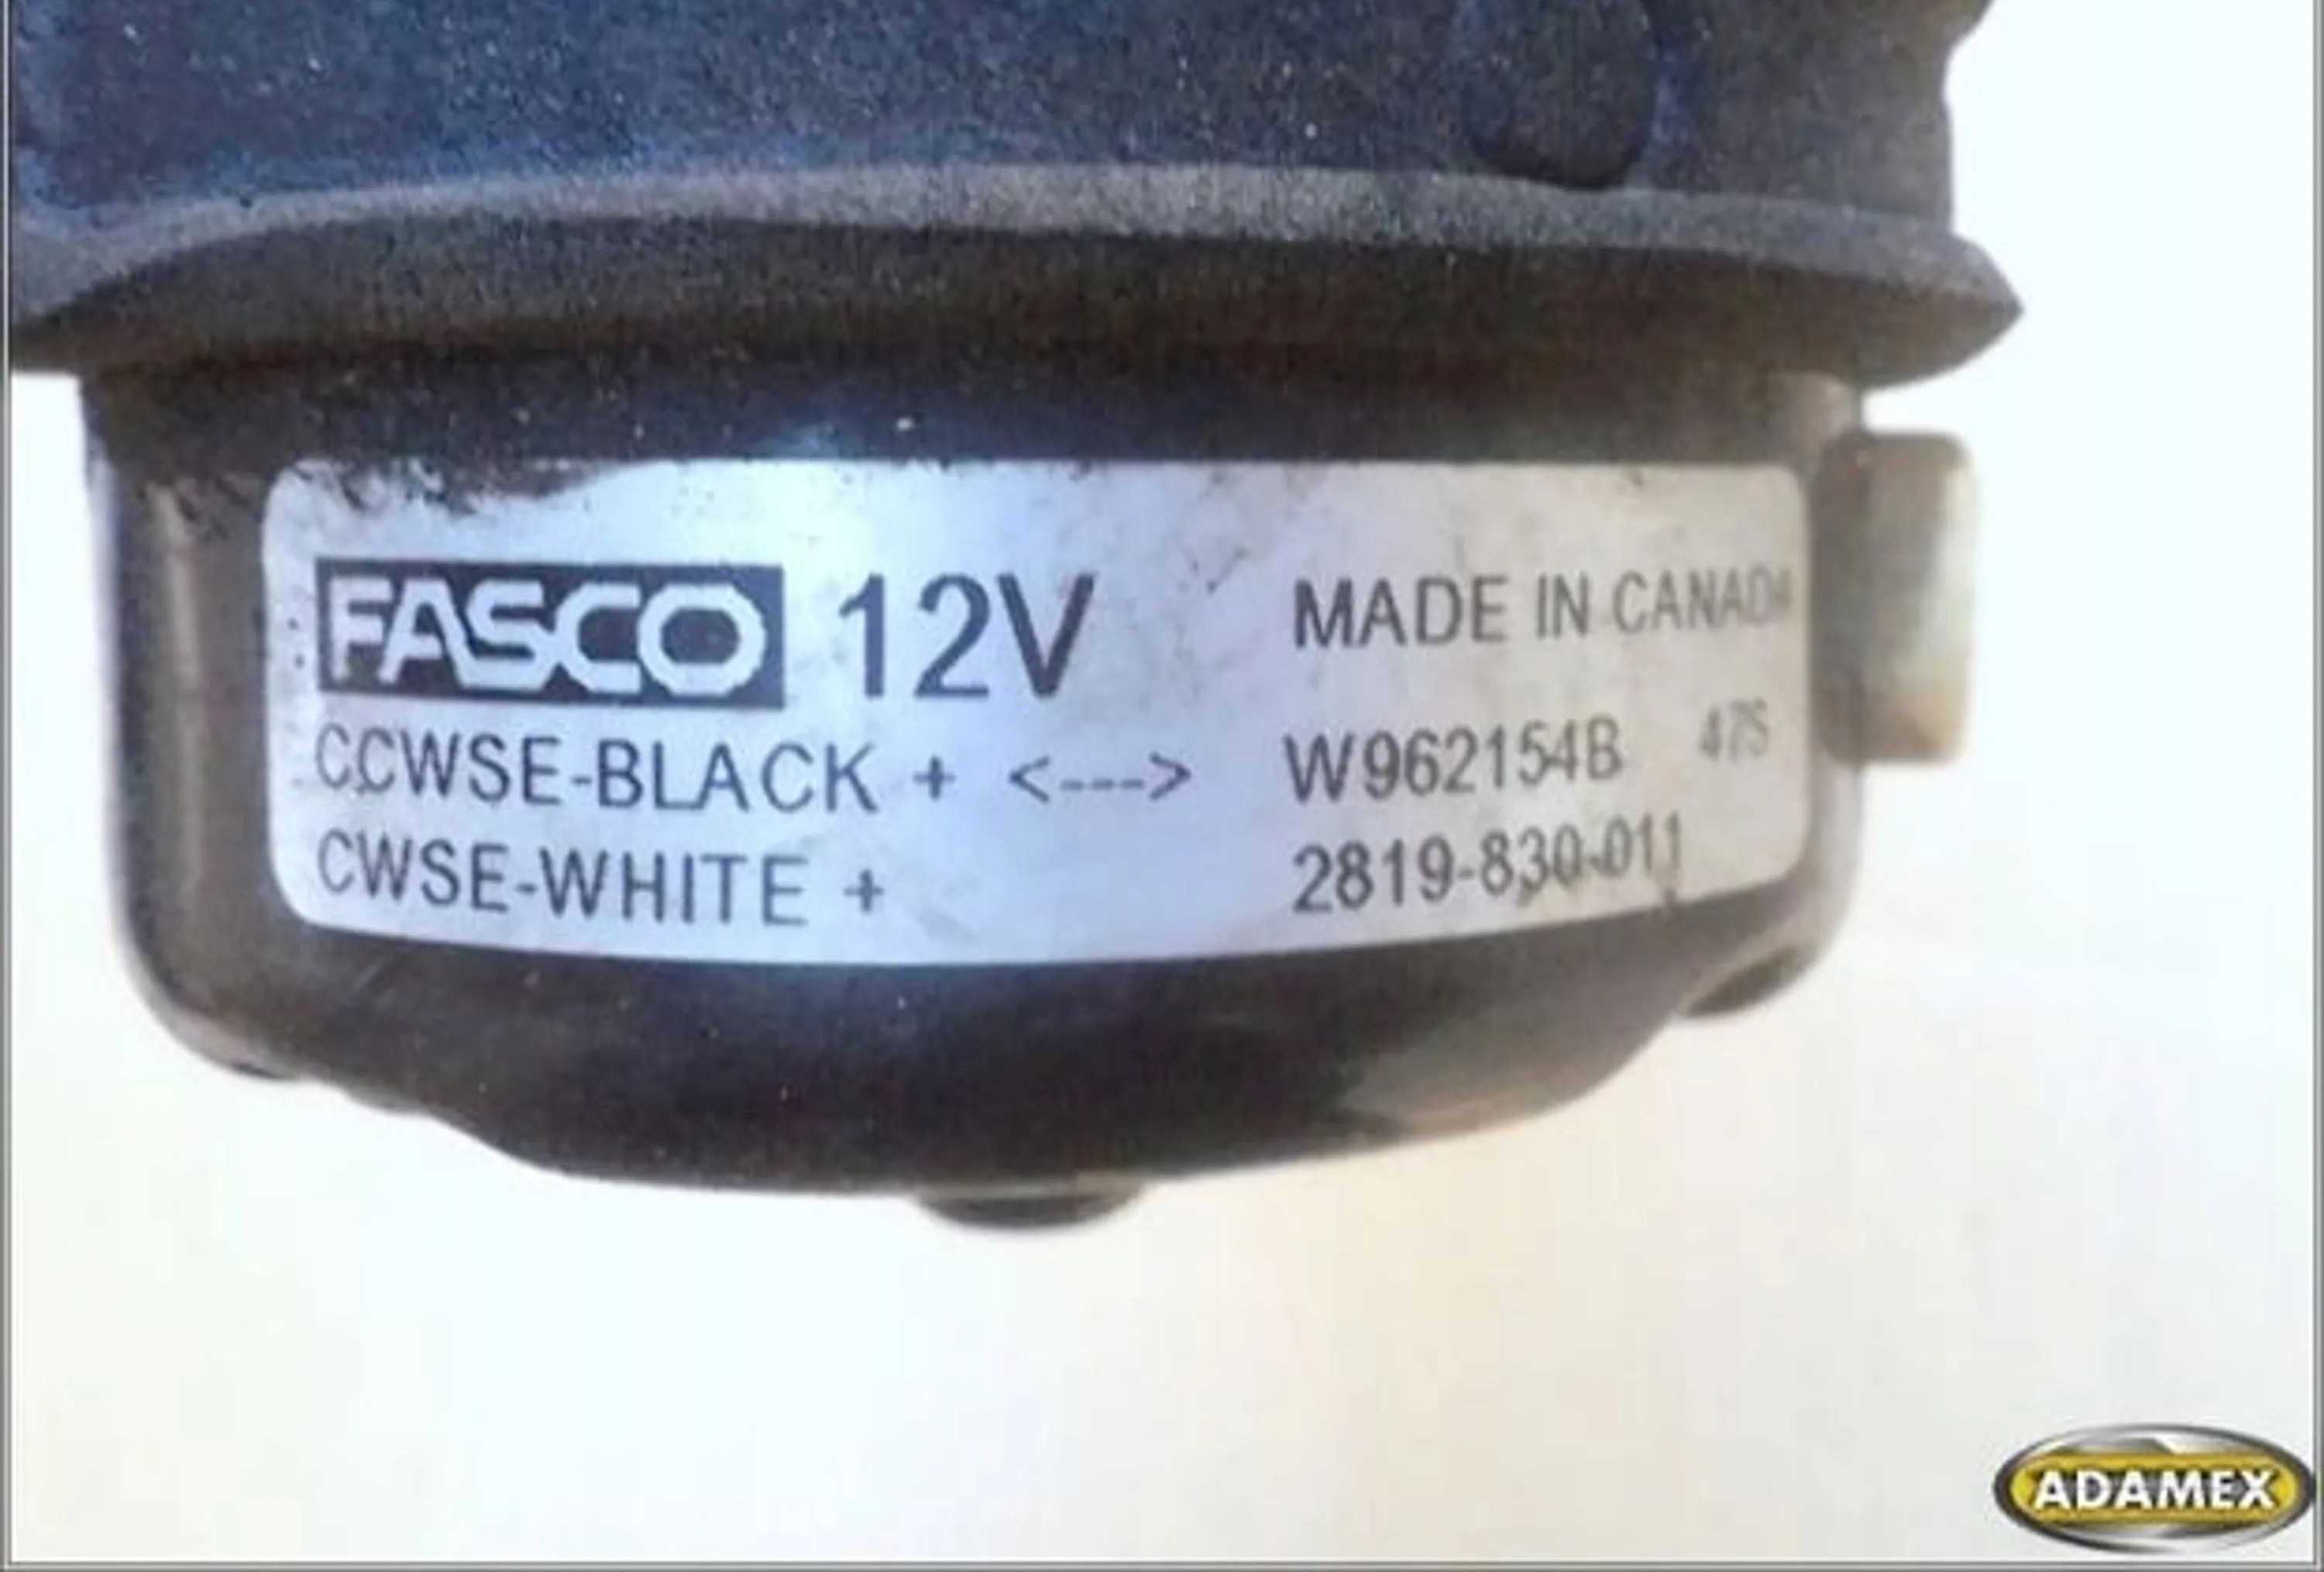 FASCO 12V MADE IN CANADA
CCWSE-BLACK + <---> W962154B 47S
CWSE-WHITE + 2819-830-011
ADAMEX